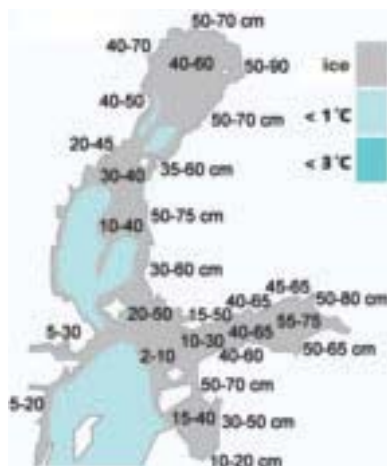 50-70 cm
40-70
40-60
50-90
ice
40-50
< 1°C
50-70 cm
20-45
35-60 cm
< 3°C
30-40
50-75 cm
10-40
30-60 cm
45-65
40-65
50-80 cm
20-50
15-50
55-75
5-30
10-30
40-65
2-10
40-60
50-65 cm
50-70 cm
5-20
15-40
30-50 cm
10-20 cm